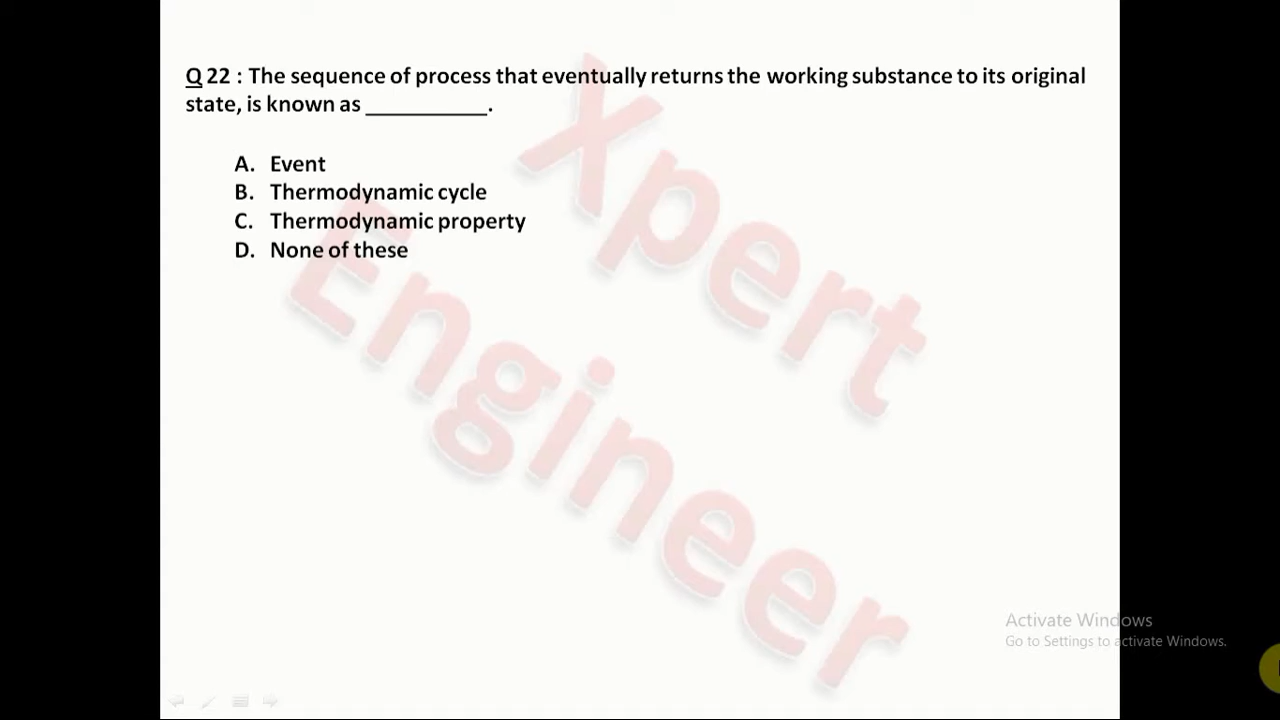 Q 22 : The sequence of process that eventually returns the working substance to its original
state, is known as __________.
A. Event
B. Thermodynamic cycle
C. Thermodynamic property
D. None of these
Xpert
Engineer
Activate Windows
Go to Settings to activate Windows.